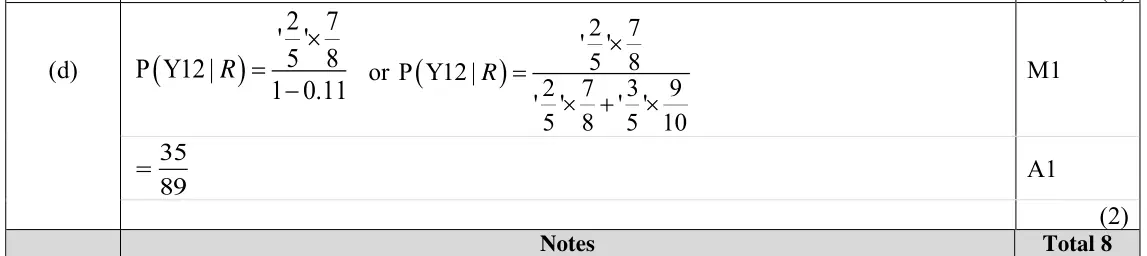 (d) P(Y12 | R) = ('2/5' × 7/8)/(1 − 0.11) or P(Y12 | R) = ('2/5' × 7/8)/('2/5' × 7/8 + '3/5' × 9/10) M1
= 35/89 A1
(2)
Notes Total 8